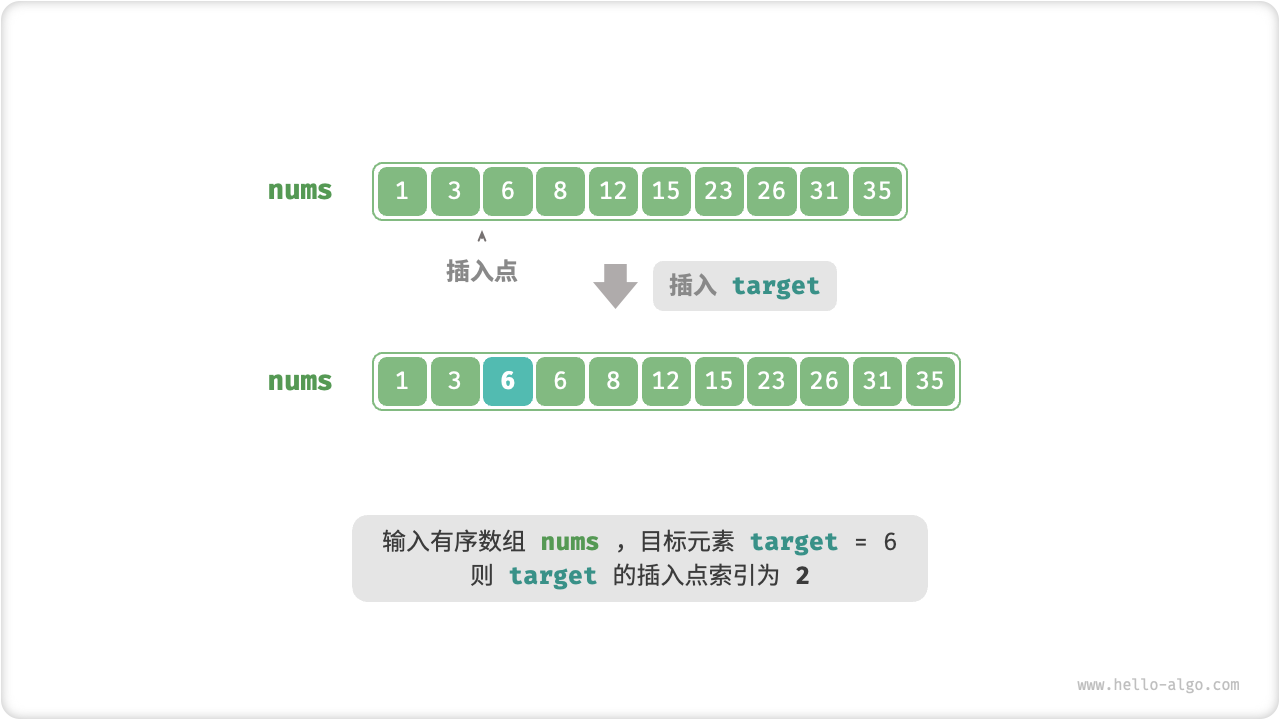 nums 1 3 6 8 12 15 23 26 31 35
插入点
插入 target
nums 1 3 6 6 8 12 15 23 26 31 35
输入有序数组 nums ，目标元素 target = 6
则 target 的插入点索引为 2
www.hello-algo.com